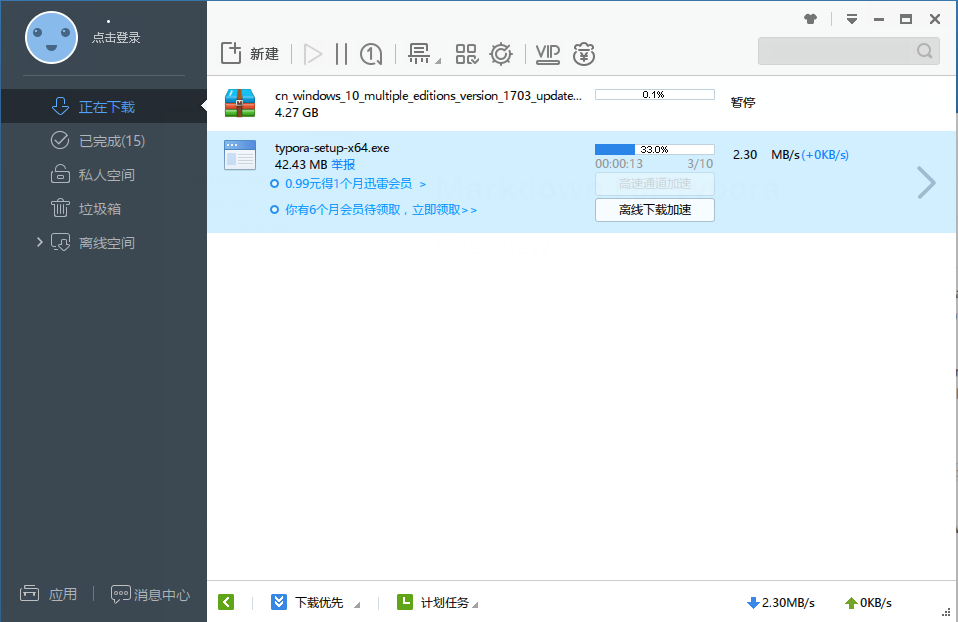 点击登录
正在下载
已完成(15)
私人空间
垃圾箱
离线空间
应用
消息中心
新建
VIP
cn_windows_10_multiple_editions_version_1703_update...
4.27 GB
0.1%
暂停
typora-setup-x64.exe
42.43 MB 举报
33.0%
00:00:13 3/10
2.30 MB/s(+0KB/s)
0.99元得1个月迅雷会员 >
高速通道加速
你有6个月会员待领取，立即领取>>
离线下载加速
下载优先
计划任务
2.30MB/s
0KB/s